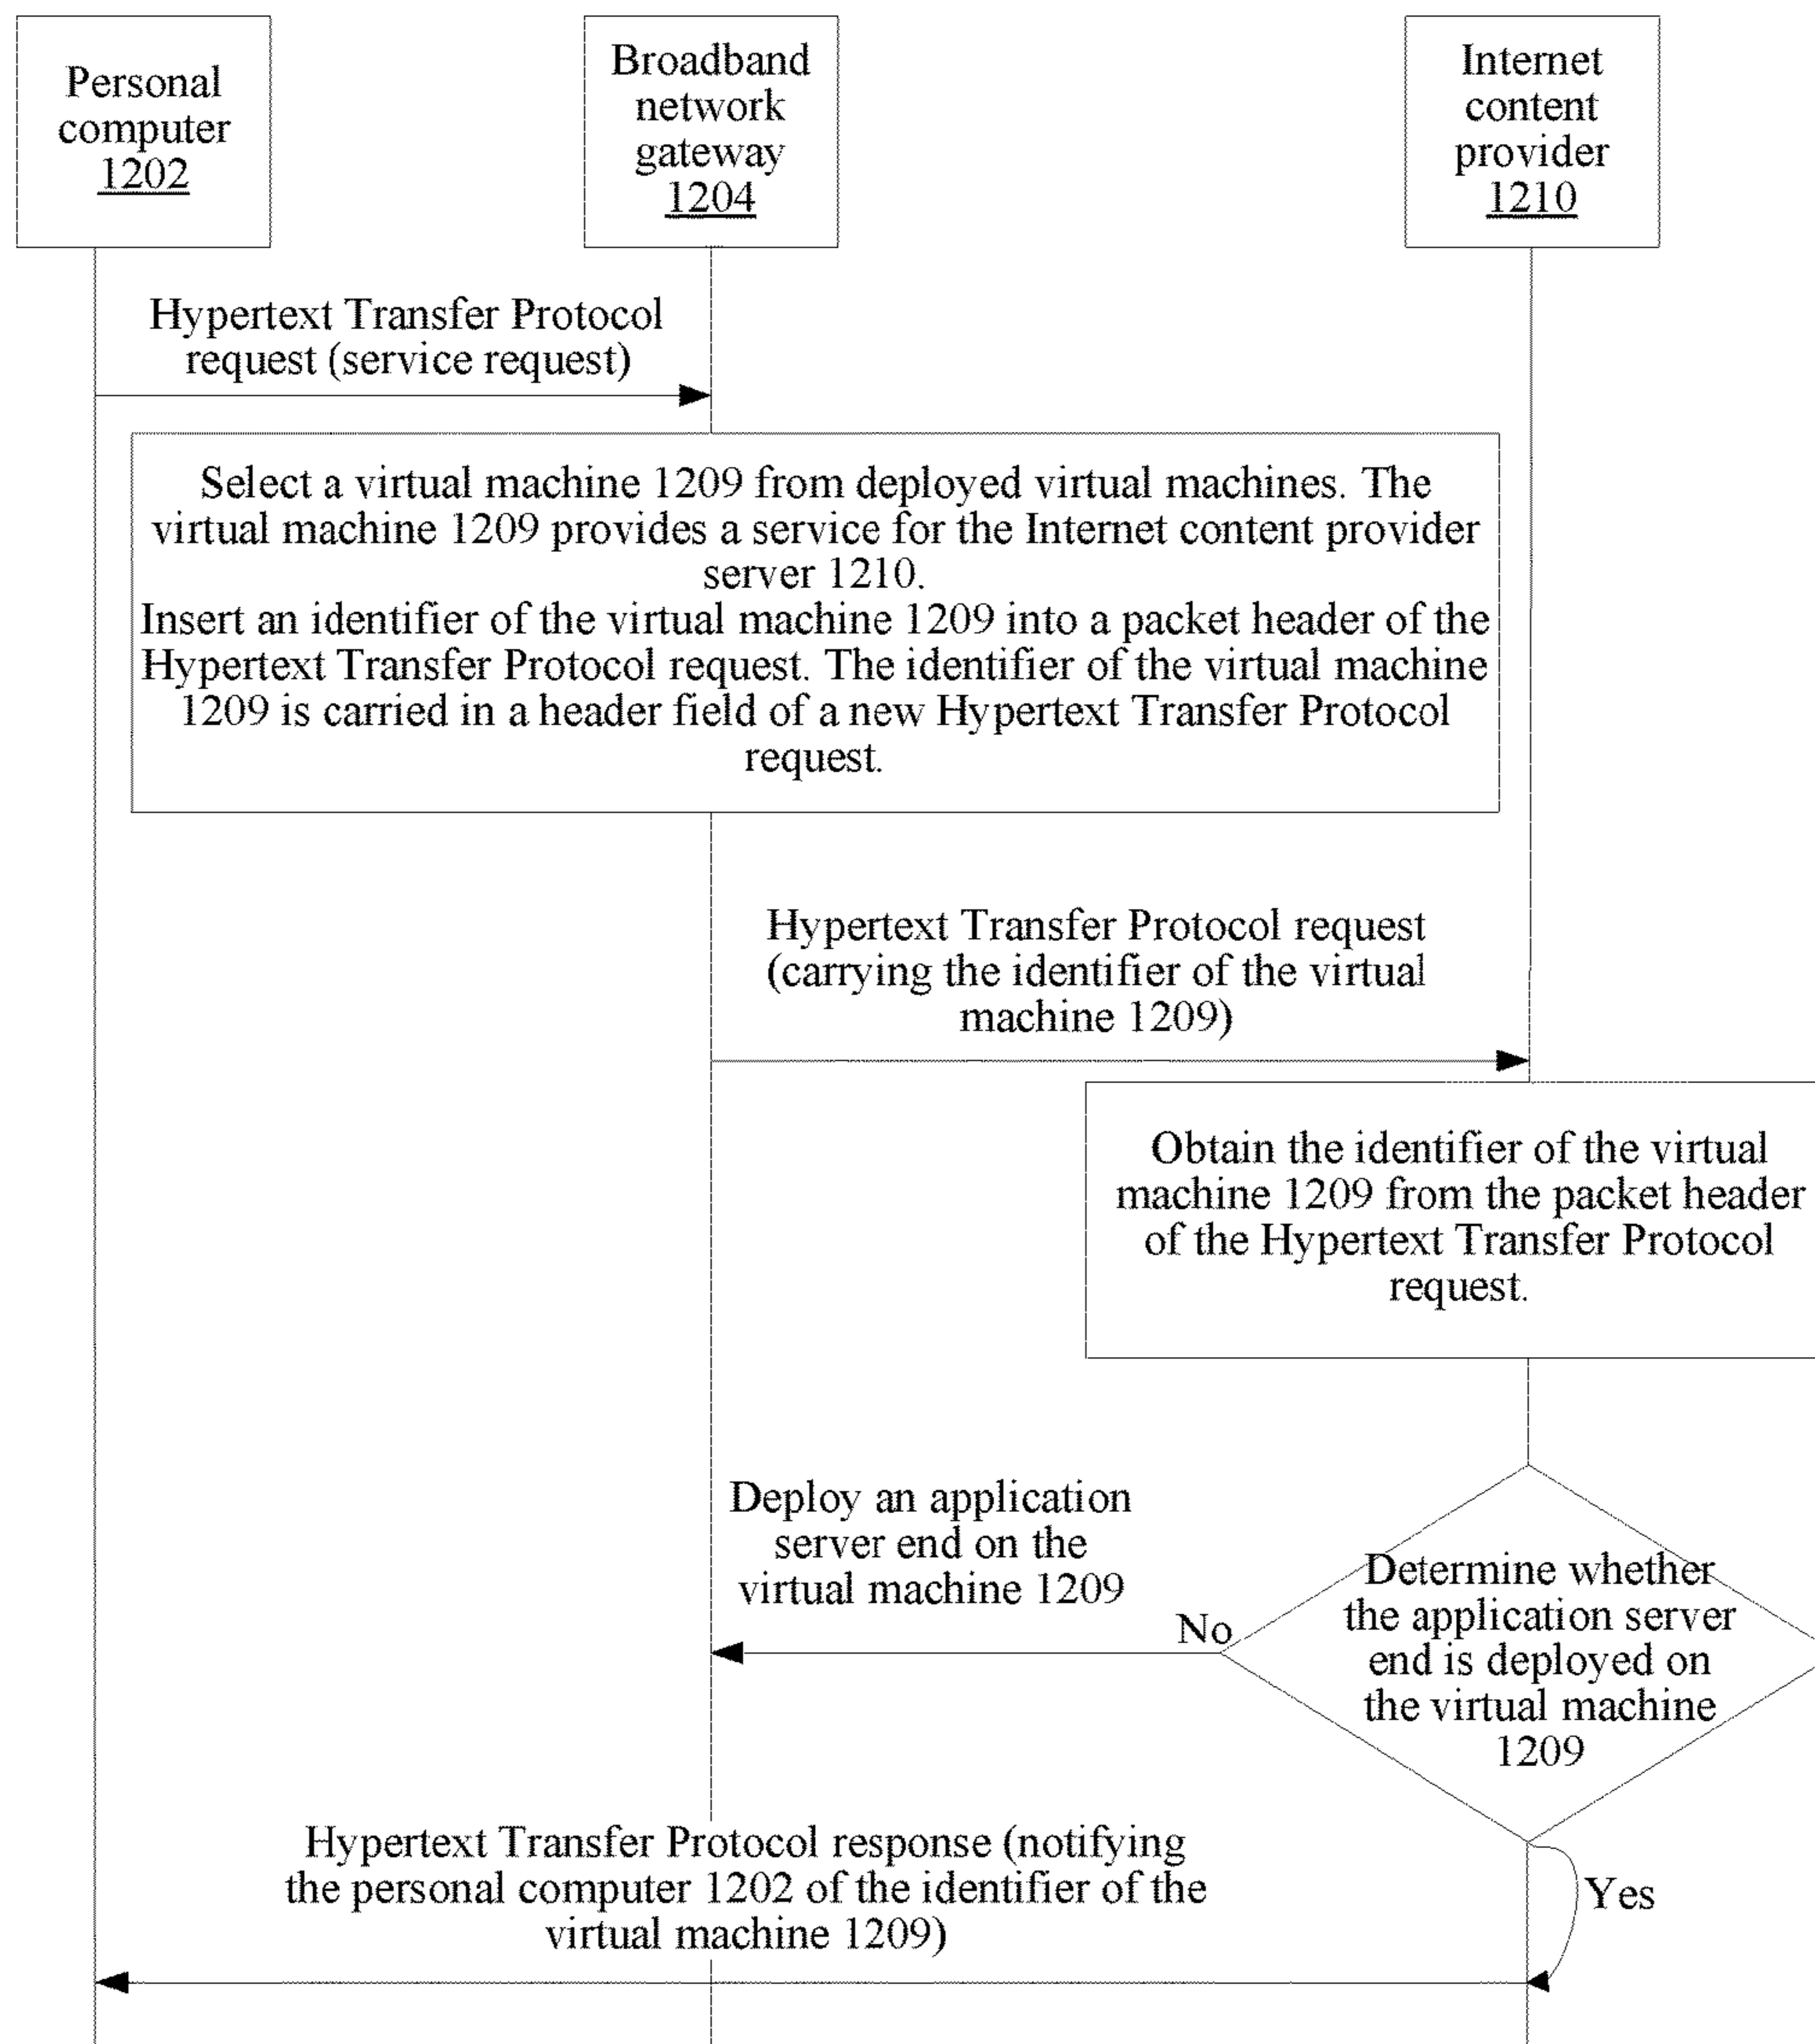 Personal
computer
1202
Broadband
network
gateway
1204
Internet
content
provider
1210
Hypertext Transfer Protocol
request (service request)
Select a virtual machine 1209 from deployed virtual machines. The
virtual machine 1209 provides a service for the Internet content provider
server 1210.
Insert an identifier of the virtual machine 1209 into a packet header of the
Hypertext Transfer Protocol request. The identifier of the virtual machine
1209 is carried in a header field of a new Hypertext Transfer Protocol
request.
Hypertext Transfer Protocol request
(carrying the identifier of the virtual
machine 1209)
Obtain the identifier of the virtual
machine 1209 from the packet header
of the Hypertext Transfer Protocol
request.
Deploy an application
server end on the
virtual machine 1209
No
Determine whether
the application server
end is deployed on
the virtual machine
1209
Hypertext Transfer Protocol response (notifying
the personal computer 1202 of the identifier of the
virtual machine 1209)
Yes